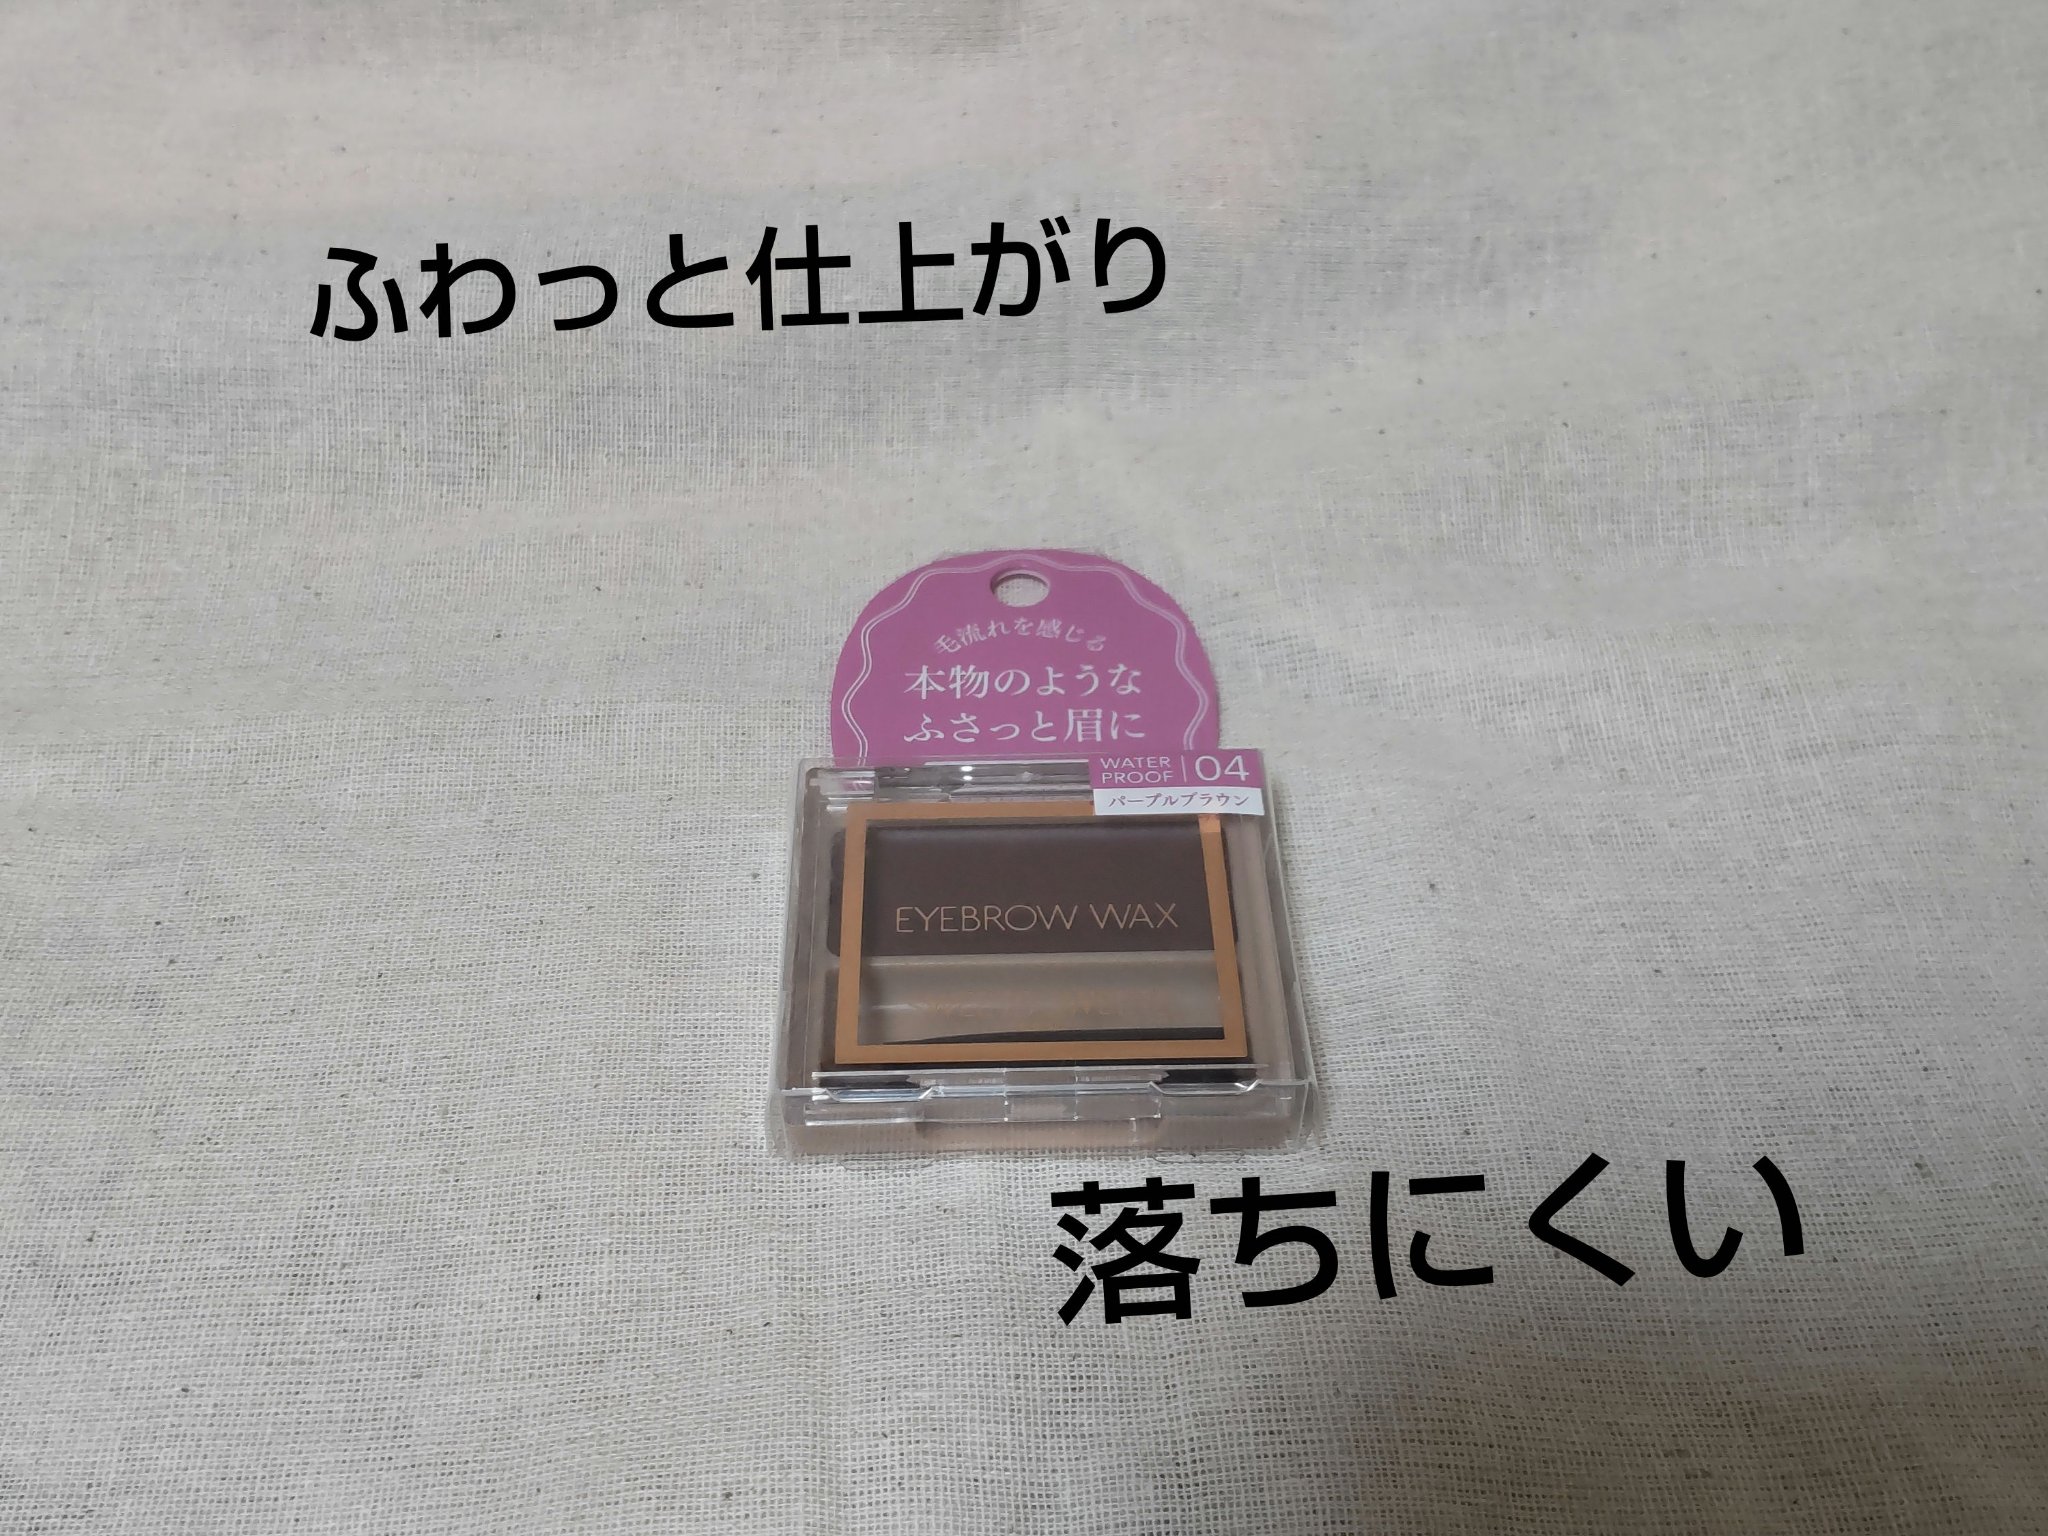 ふわっと仕上がり
毛流れを感じる
本物のような
ふさっと眉に
WATER
PROOF
04
パープルブラウン
EYEBROW WAX
落ちにくい